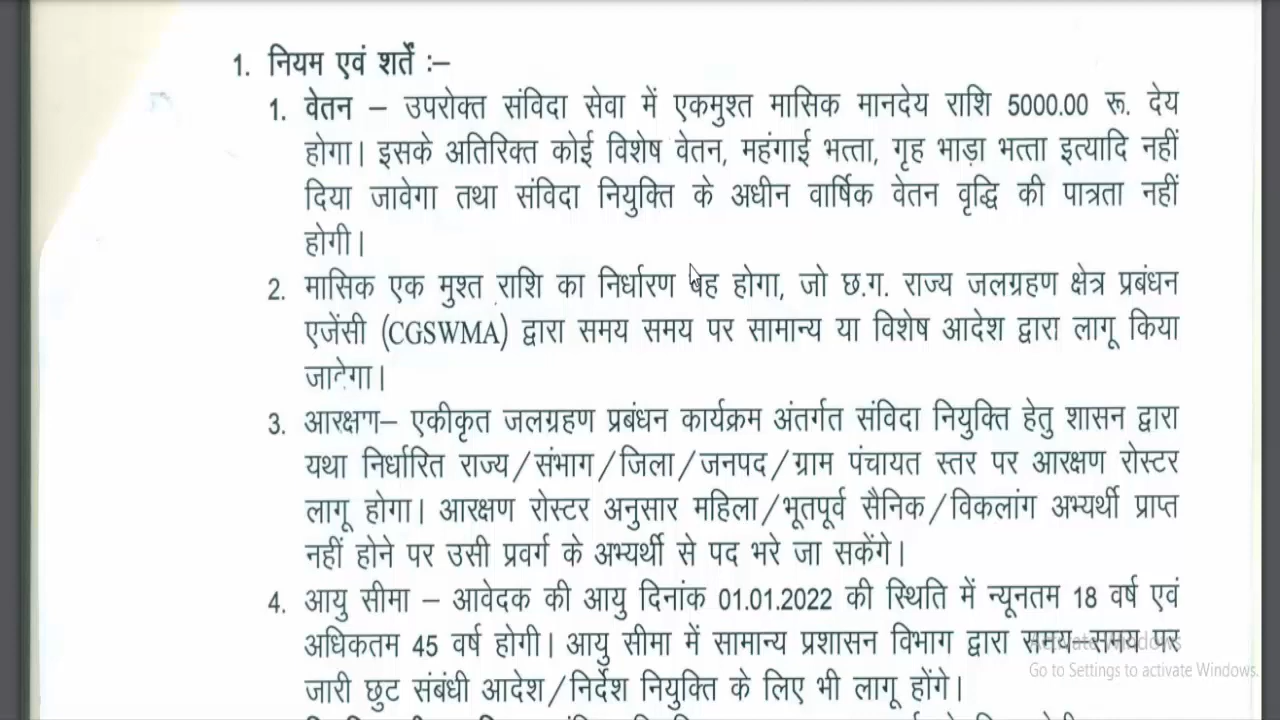 1. नियम एवं शर्तें :–
1. वेतन – उपरोक्त संविदा सेवा में एकमुश्त मासिक मानदेय राशि 5000.00 रू. देय
होगा। इसके अतिरिक्त कोई विशेष वेतन, महंगाई भत्ता, गृह भाड़ा भत्ता इत्यादि नहीं
दिया जावेगा तथा संविदा नियुक्ति के अधीन वार्षिक वेतन वृद्धि की पात्रता नहीं
होगी।
2. मासिक एक मुश्त राशि का निर्धारण वह होगा, जो छ.ग. राज्य जलग्रहण क्षेत्र प्रबंधन
एजेंसी (CGSWMA) द्वारा समय समय पर सामान्य या विशेष आदेश द्वारा लागू किया
जावेगा।
3. आरक्षण– एकीकृत जलग्रहण प्रबंधन कार्यक्रम अंतर्गत संविदा नियुक्ति हेतु शासन द्वारा
यथा निर्धारित राज्य/संभाग/जिला/जनपद/ग्राम पंचायत स्तर पर आरक्षण रोस्टर
लागू होगा। आरक्षण रोस्टर अनुसार महिला/भूतपूर्व सैनिक/विकलांग अभ्यर्थी प्राप्त
नहीं होने पर उसी प्रवर्ग के अभ्यर्थी से पद भरे जा सकेंगे।
4. आयु सीमा – आवेदक की आयु दिनांक 01.01.2022 की स्थिति में न्यूनतम 18 वर्ष एवं
अधिकतम 45 वर्ष होगी। आयु सीमा में सामान्य प्रशासन विभाग द्वारा समय–समय पर
Activate Windows
जारी छुट संबंधी आदेश/निर्देश नियुक्ति के लिए भी लागू होंगे।
Go to Settings to activate Windows.